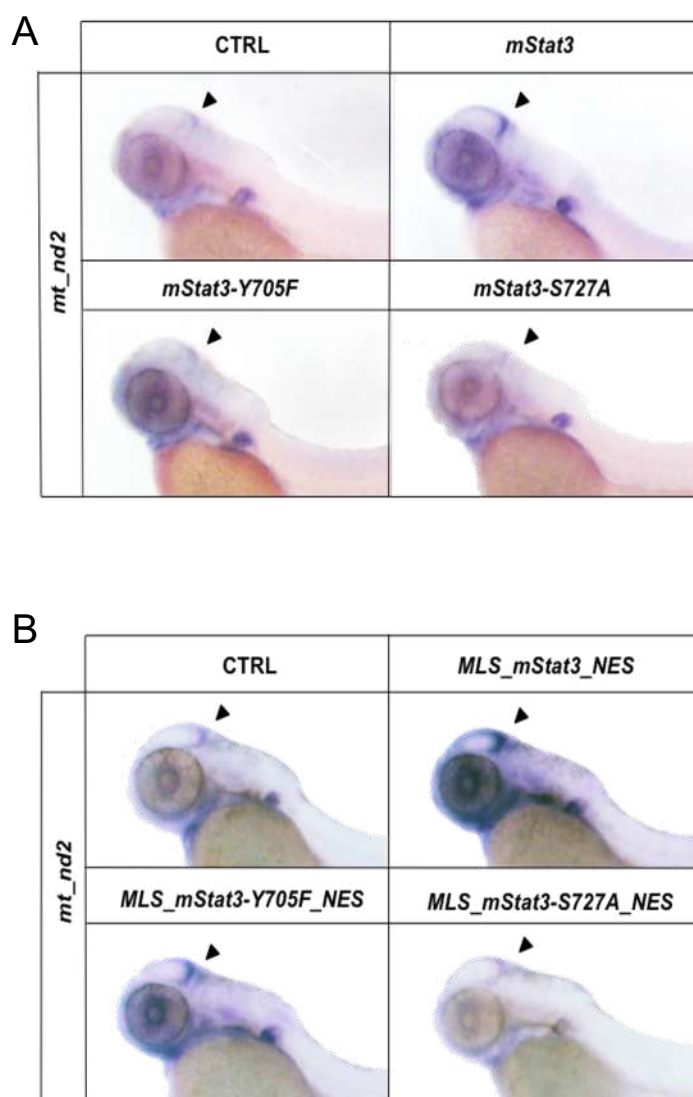 A
CTRL mStat3
mt_nd2
mStat3-Y705F mStat3-S727A
B
CTRL MLS_mStat3_NES
mt_nd2
MLS_mStat3-Y705F_NES MLS_mStat3-S727A_NES